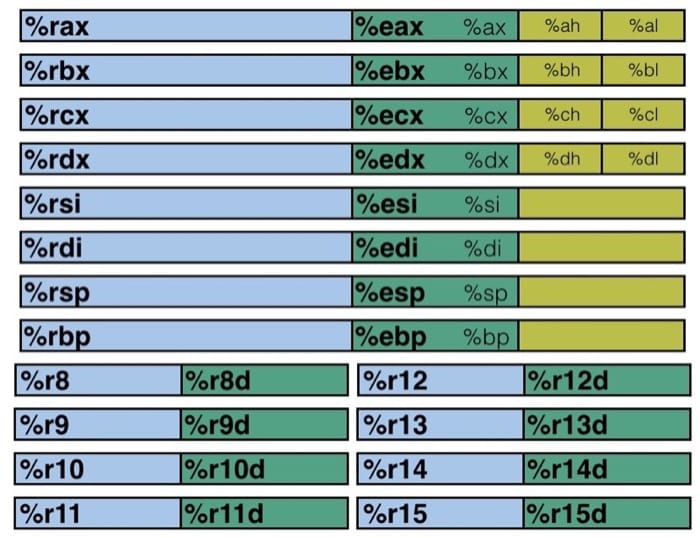 %rax %eax %ax %ah %al
%rbx %ebx %bx %bh %bl
%rcx %ecx %cx %ch %cl
%rdx %edx %dx %dh %dl
%rsi %esi %si
%rdi %edi %di
%rsp %esp %sp
%rbp %ebp %bp
%r8 %r8d %r12 %r12d
%r9 %r9d %r13 %r13d
%r10 %r10d %r14 %r14d
%r11 %r11d %r15 %r15d